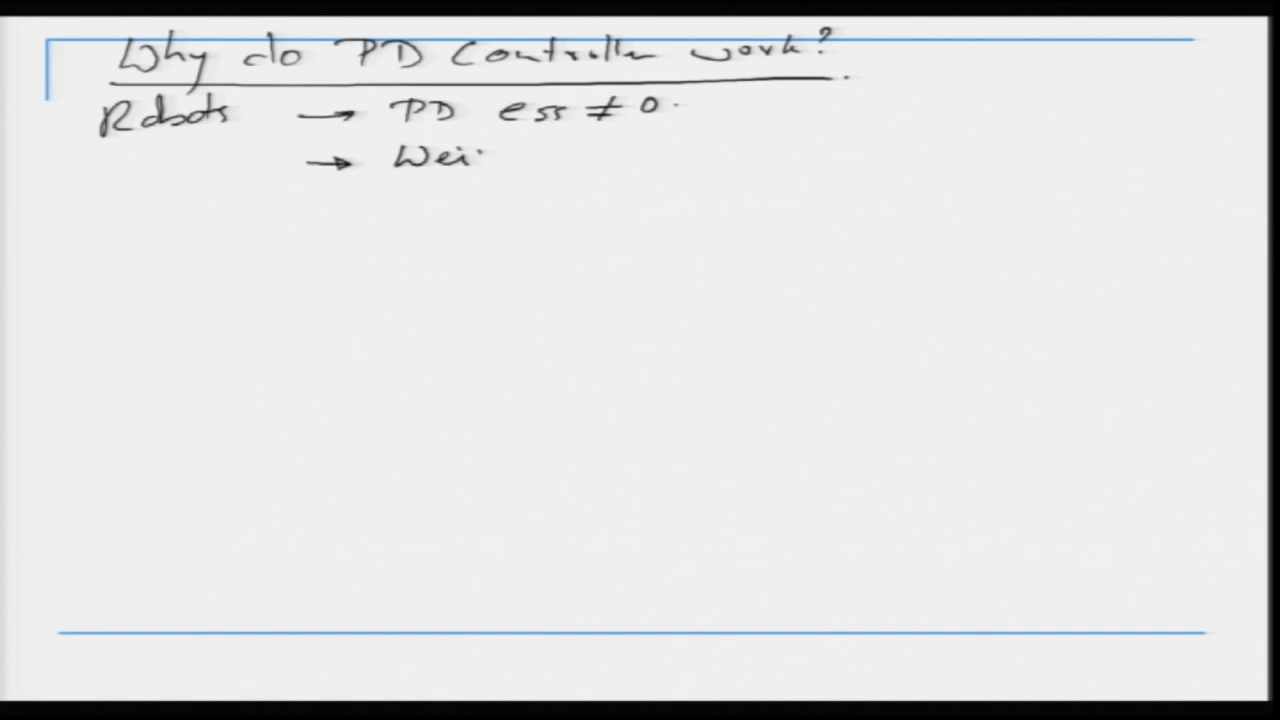 Why do PD Controller work?
Robots → PD ess ≠ 0.
→ Wei